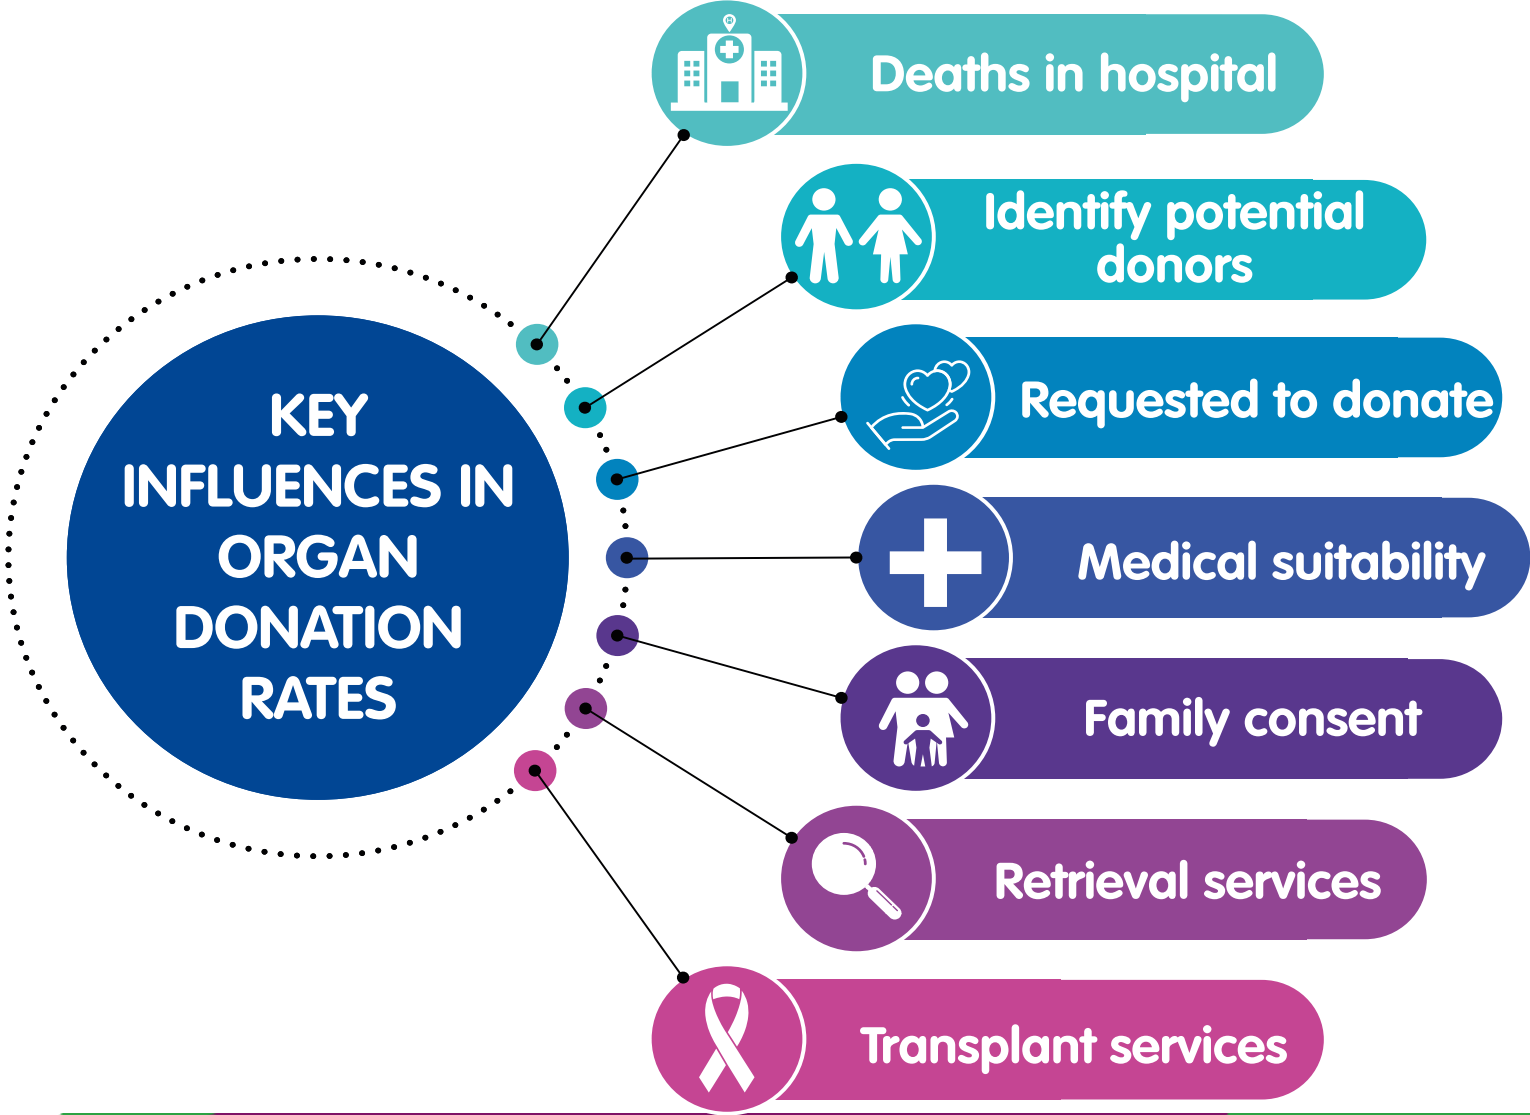 KEY
INFLUENCES IN
ORGAN
DONATION
RATES
Deaths in hospital
Identify potential
donors
Requested to donate
Medical suitability
Family consent
Retrieval services
Transplant services